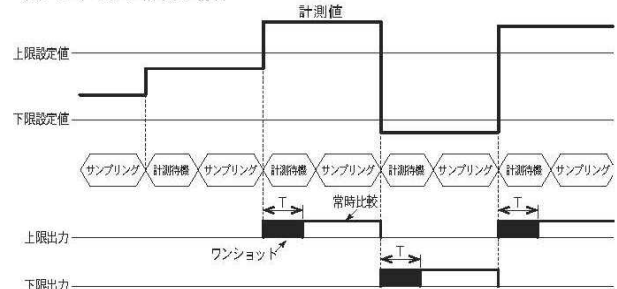 計測値
上限設定値
下限設定値
サンプリング 計測待機 サンプリング 計測待機 サンプリング 計測待機 サンプリング 計測待機 サンプリング
T 常時比較 T
上限出力
ワンショット T
下限出力